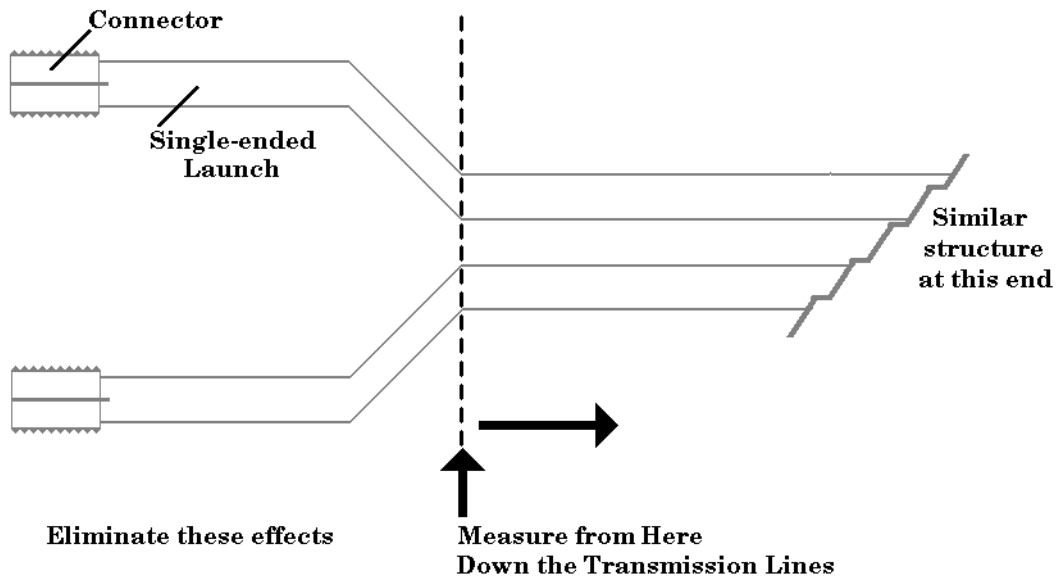 Connector
Single-ended
Launch
Similar
structure
at this end
Eliminate these effects
Measure from Here
Down the Transmission Lines